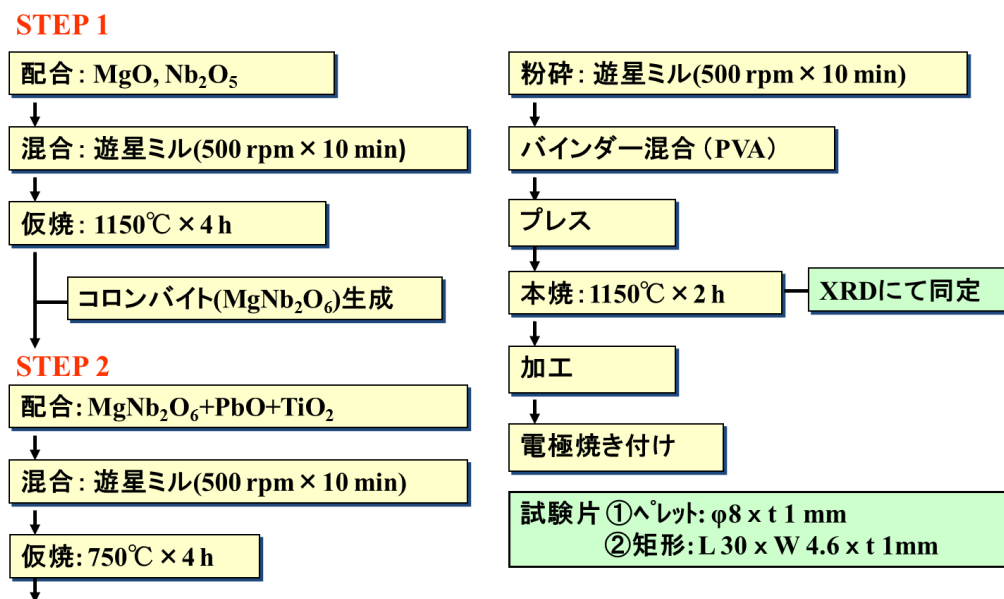 STEP 1
配合: MgO, Nb₂O₅
混合: 遊星ミル(500 rpm × 10 min)
仮焼: 1150℃ × 4 h
コロンバイト(MgNb₂O₆)生成
STEP 2
配合: MgNb₂O₆+PbO+TiO₂
混合: 遊星ミル(500 rpm × 10 min)
仮焼: 750℃ × 4 h
粉砕: 遊星ミル(500 rpm × 10 min)
バインダー混合（PVA）
プレス
本焼: 1150℃ × 2 h
XRDにて同定
加工
電極焼き付け
試験片 ①ﾍﾟﾚｯﾄ: φ8 x t 1 mm
②矩形: L 30 x W 4.6 x t 1mm